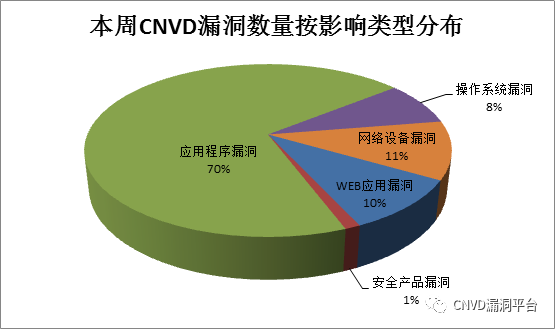 本周CNVD漏洞数量按影响类型分布
操作系统漏洞
8%
网络设备漏洞
11%
应用程序漏洞
70%
WEB应用漏洞
10%
安全产品漏洞
1%
CNVD漏洞平台